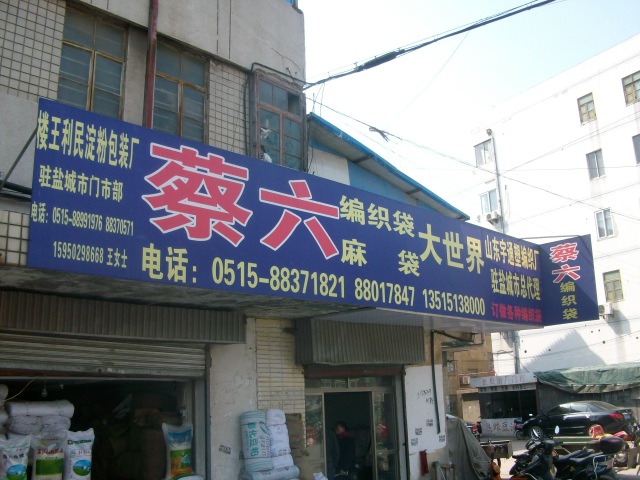 楼王利民淀粉包装厂
驻盐城市门市部
电话：0515-88991976 88370571
15950298668 王女士
蔡六
编织袋
麻袋
大世界
电话：0515-88371821 88017847 13515138000
山东宇通塑编织厂
驻盐城市总代理
订做各种编织袋
蔡六
编织袋